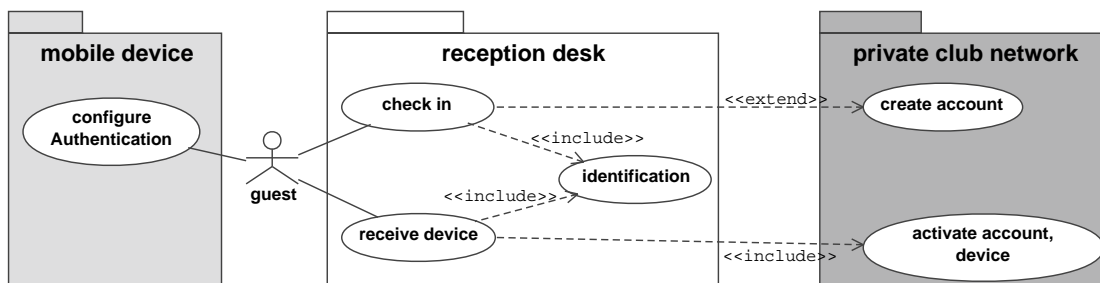 mobile device
configure
Authentication
guest
reception desk
check in
<<include>>
identification
<<include>>
receive device
<<extend>>
<<include>>
private club network
create account
activate account,
device